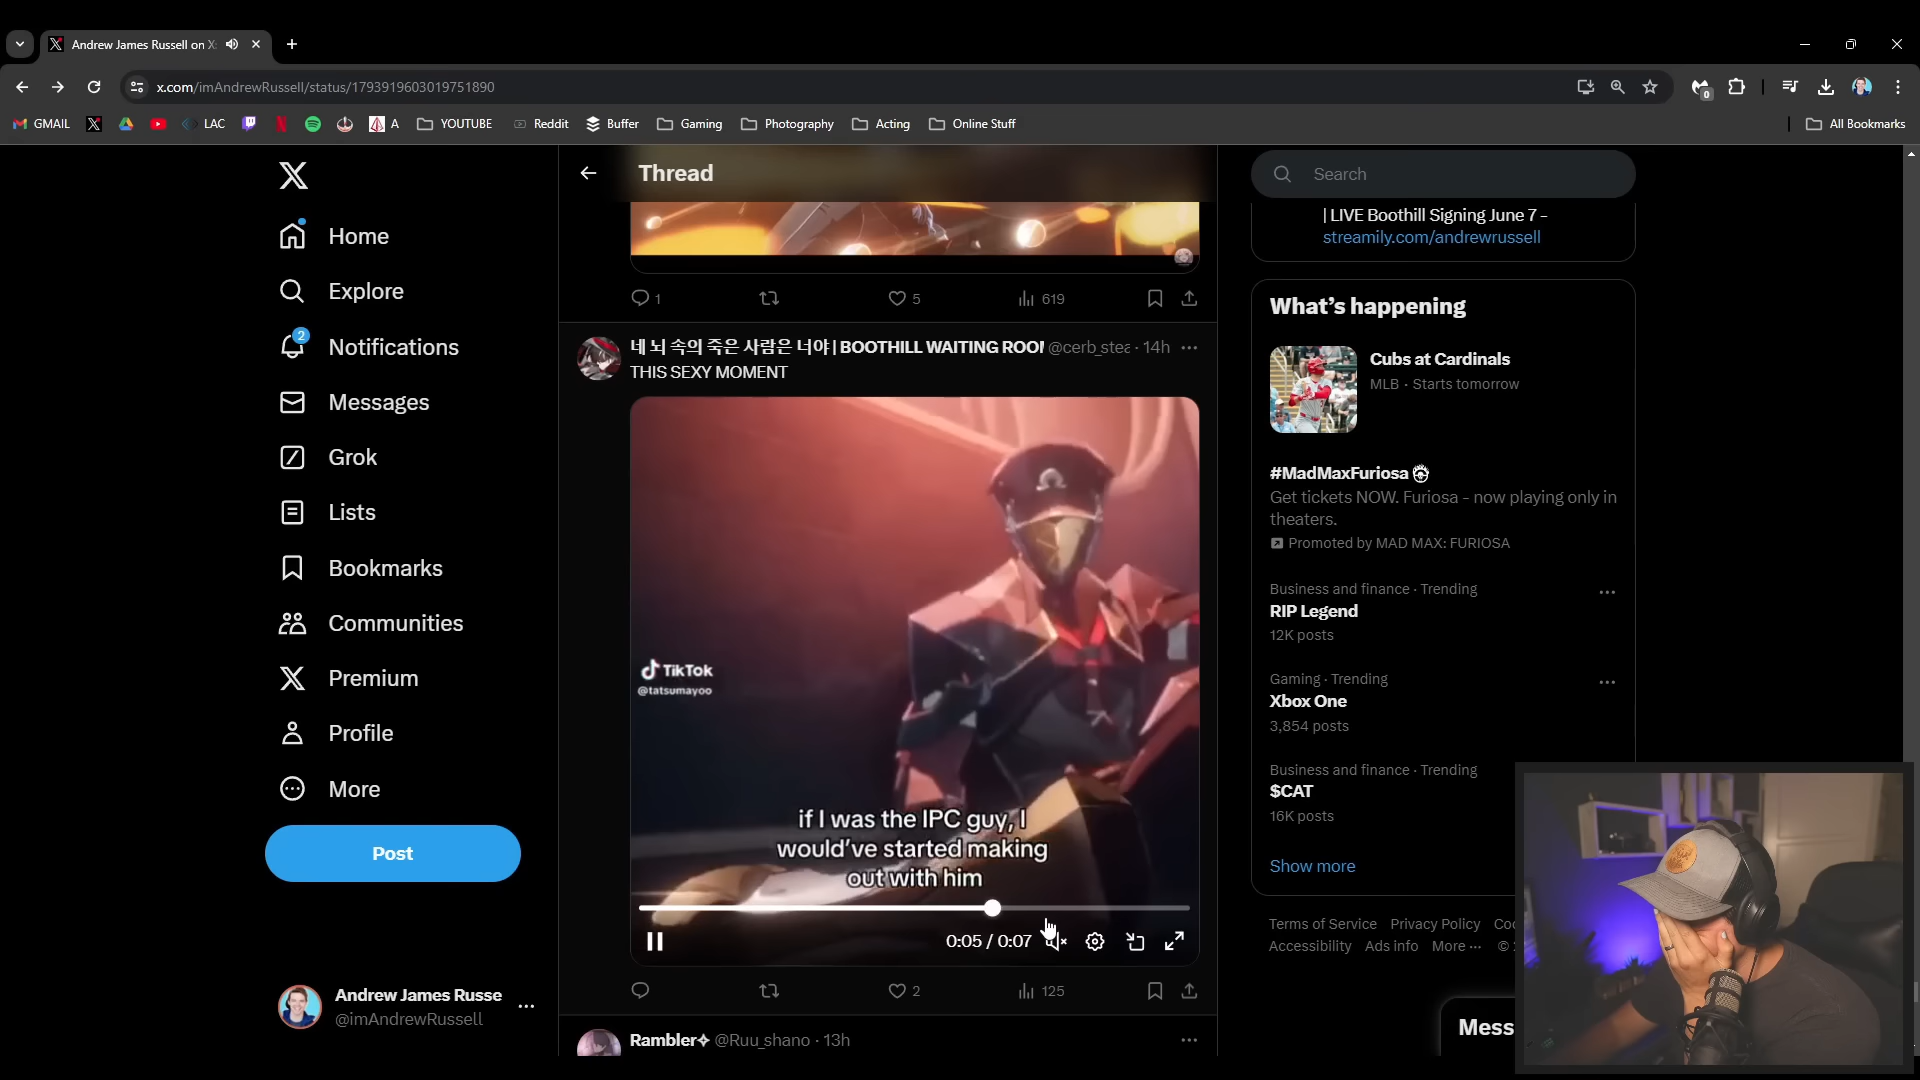 Andrew James Russell on X
x.com/imAndrewRussell/status/1793919603019751890
0
GMAIL
LAC
A
YOUTUBE
Reddit
Buffer
Gaming
Photography
Acting
Online Stuff
All Bookmarks
Home
Explore
2
Notifications
Messages
Grok
Lists
Bookmarks
Communities
Premium
Profile
More
Post
Andrew James Russe
@imAndrewRussell
Thread
1
5
619
네 뇌 속의 죽은 사람은 너야 | BOOTHILL WAITING ROO
@cerb_stea · 14h
THIS SEXY MOMENT
TikTok
@tatsumayoo
if I was the IPC guy, I
would've started making
out with him
0:05 / 0:07
2
125
Rambler✧ @Ruu_shano · 13h
Search
| LIVE Boothill Signing June 7 -
streamily.com/andrewrussell
What's happening
Cubs at Cardinals
MLB · Starts tomorrow
#MadMaxFuriosa
Get tickets NOW. Furiosa - now playing only in
theaters.
Promoted by MAD MAX: FURIOSA
Business and finance · Trending
RIP Legend
12K posts
Gaming · Trending
Xbox One
3,854 posts
Business and finance · Trending
$CAT
16K posts
Show more
Terms of Service Privacy Policy Coo
Accessibility Ads info More ··· ©
Mess